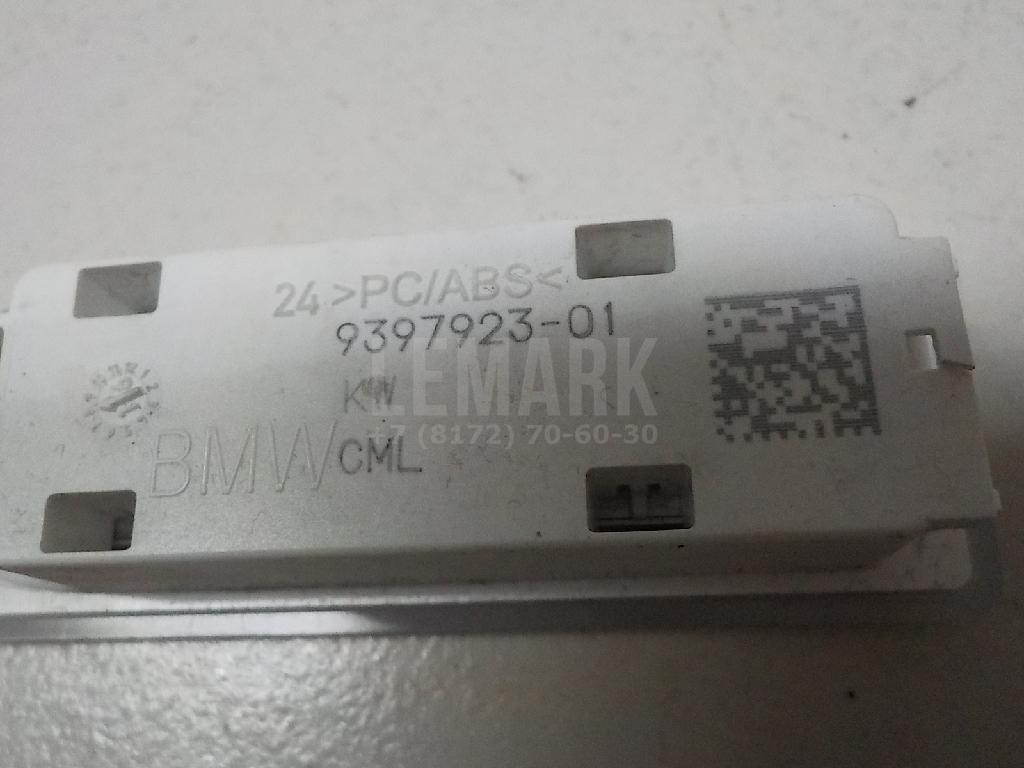 24 >PC/ABS<
9397923-01
KW
LEMARK
+7 (8172) 70-60-30
BMW CML